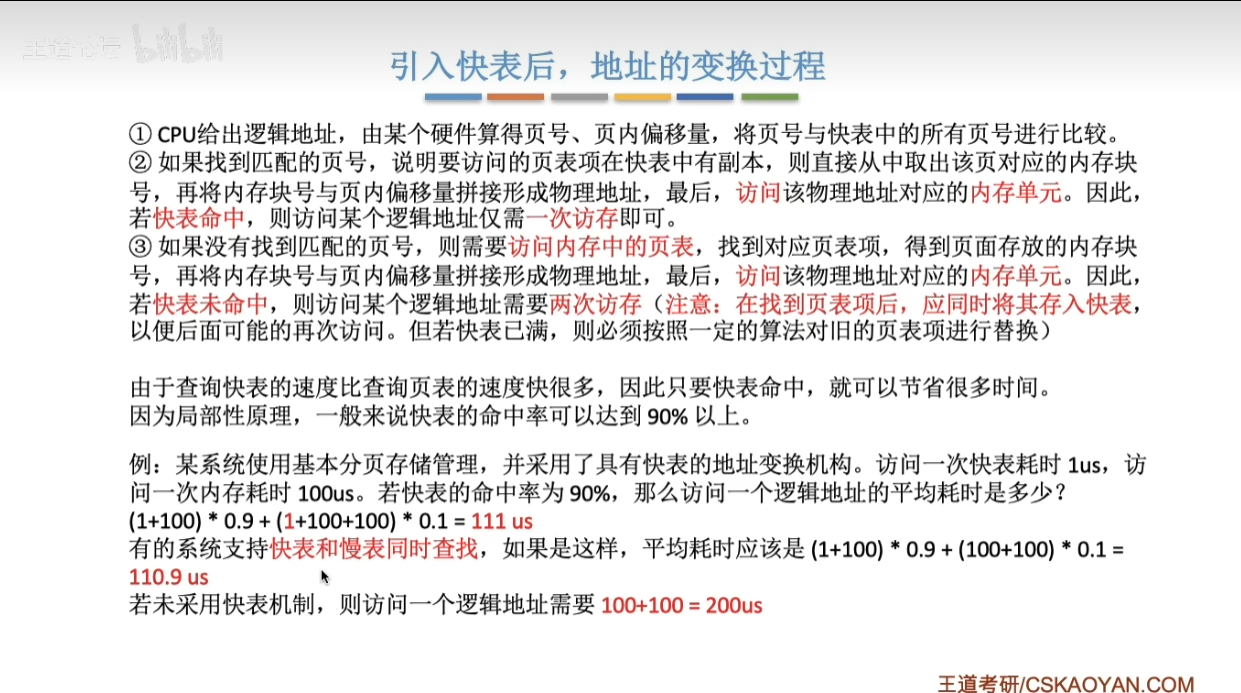 王道论坛 bilibili
引入快表后，地址的变换过程
① CPU给出逻辑地址，由某个硬件算得页号、页内偏移量，将页号与快表中的所有页号进行比较。
② 如果找到匹配的页号，说明要访问的页表项在快表中有副本，则直接从中取出该页对应的内存块
号，再将内存块号与页内偏移量拼接形成物理地址，最后，访问该物理地址对应的内存单元。因此，
若快表命中，则访问某个逻辑地址仅需一次访存即可。
③ 如果没有找到匹配的页号，则需要访问内存中的页表，找到对应页表项，得到页面存放的内存块
号，再将内存块号与页内偏移量拼接形成物理地址，最后，访问该物理地址对应的内存单元。因此，
若快表未命中，则访问某个逻辑地址需要两次访存（注意：在找到页表项后，应同时将其存入快表，
以便后面可能的再次访问。但若快表已满，则必须按照一定的算法对旧的页表项进行替换）
由于查询快表的速度比查询页表的速度快很多，因此只要快表命中，就可以节省很多时间。
因为局部性原理，一般来说快表的命中率可以达到 90% 以上。
例：某系统使用基本分页存储管理，并采用了具有快表的地址变换机构。访问一次快表耗时 1us，访
问一次内存耗时 100us。若快表的命中率为 90%，那么访问一个逻辑地址的平均耗时是多少？
(1+100) * 0.9 + (1+100+100) * 0.1 = 111 us
有的系统支持快表和慢表同时查找，如果是这样，平均耗时应该是 (1+100) * 0.9 + (100+100) * 0.1 =
110.9 us
若未采用快表机制，则访问一个逻辑地址需要 100+100 = 200us
王道考研/CSKAOYAN.COM